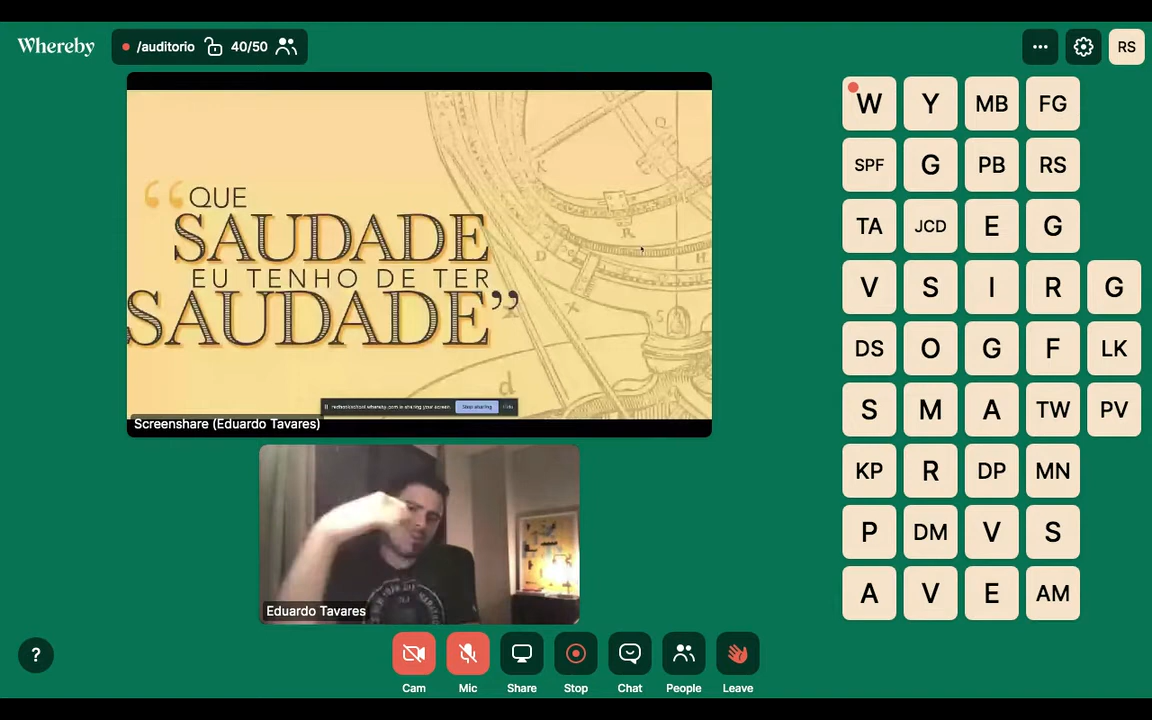 Whereby
/auditorio
40/50
RS
“QUE
SAUDADE
EU TENHO DE TER
SAUDADE”
Stop sharing
Screenshare (Eduardo Tavares)
Eduardo Tavares
W Y MB FG
SPF G PB RS
TA JCD E G
V S I R G
DS O G F LK
S M A TW PV
KP R DP MN
P DM V S
A V E AM
?
Cam Mic Share Stop Chat People Leave